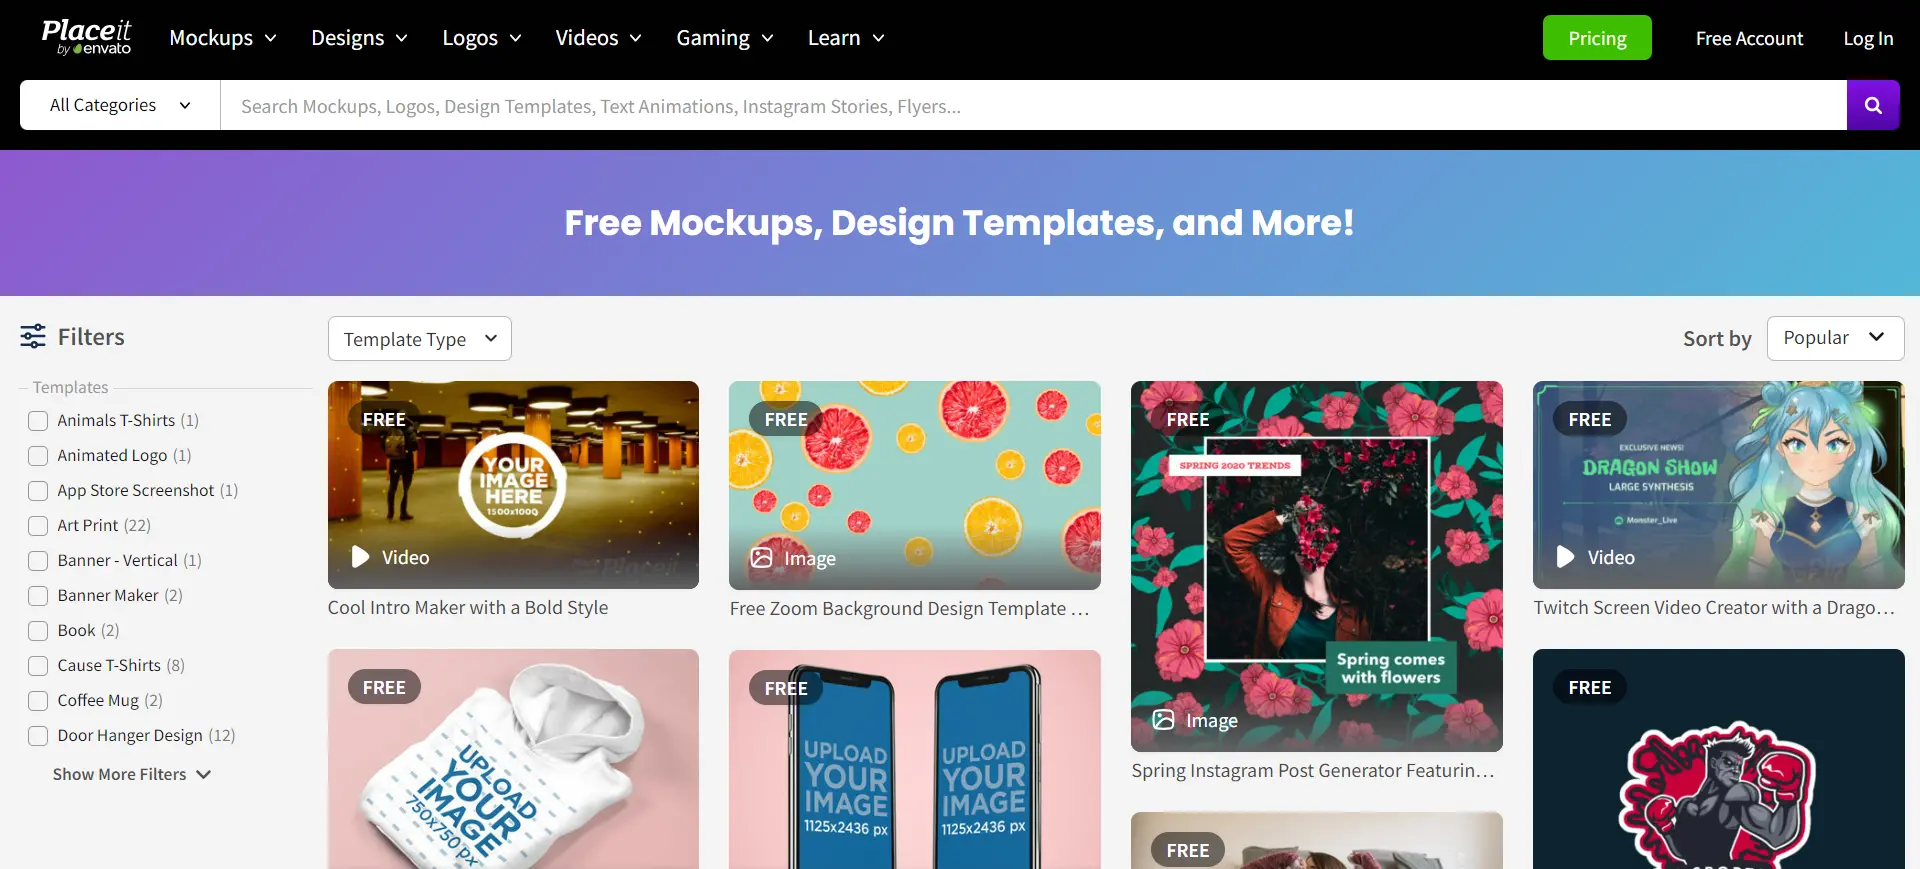 Placeit
by envato
Mockups
Designs
Logos
Videos
Gaming
Learn
Pricing
Free Account
Log In
All Categories
Search Mockups, Logos, Design Templates, Text Animations, Instagram Stories, Flyers...
Free Mockups, Design Templates, and More!
Filters
Template Type
Sort by
Popular
Templates
Animals T-Shirts (1)
Animated Logo (1)
App Store Screenshot (1)
Art Print (22)
Banner - Vertical (1)
Banner Maker (2)
Book (2)
Cause T-Shirts (8)
Coffee Mug (2)
Door Hanger Design (12)
Show More Filters
FREE
YOUR
IMAGE
HERE
1500x1000
Placeit
Video
Cool Intro Maker with a Bold Style
FREE
Image
Free Zoom Background Design Template ...
FREE
SPRING 2020 TRENDS
Spring comes
with flowers
Image
Spring Instagram Post Generator Featurin...
FREE
EXCLUSIVE NEWS!
DRAGON SHOW
LARGE SYNTHESIS
Monster_Live
Video
Twitch Screen Video Creator with a Drago...
FREE
UPLOAD
YOUR
IMAGE
750x750 px
FREE
UPLOAD
YOUR
IMAGE
1125x2436 px
UPLOAD
YOUR
IMAGE
1125x2436 px
FREE
FREE